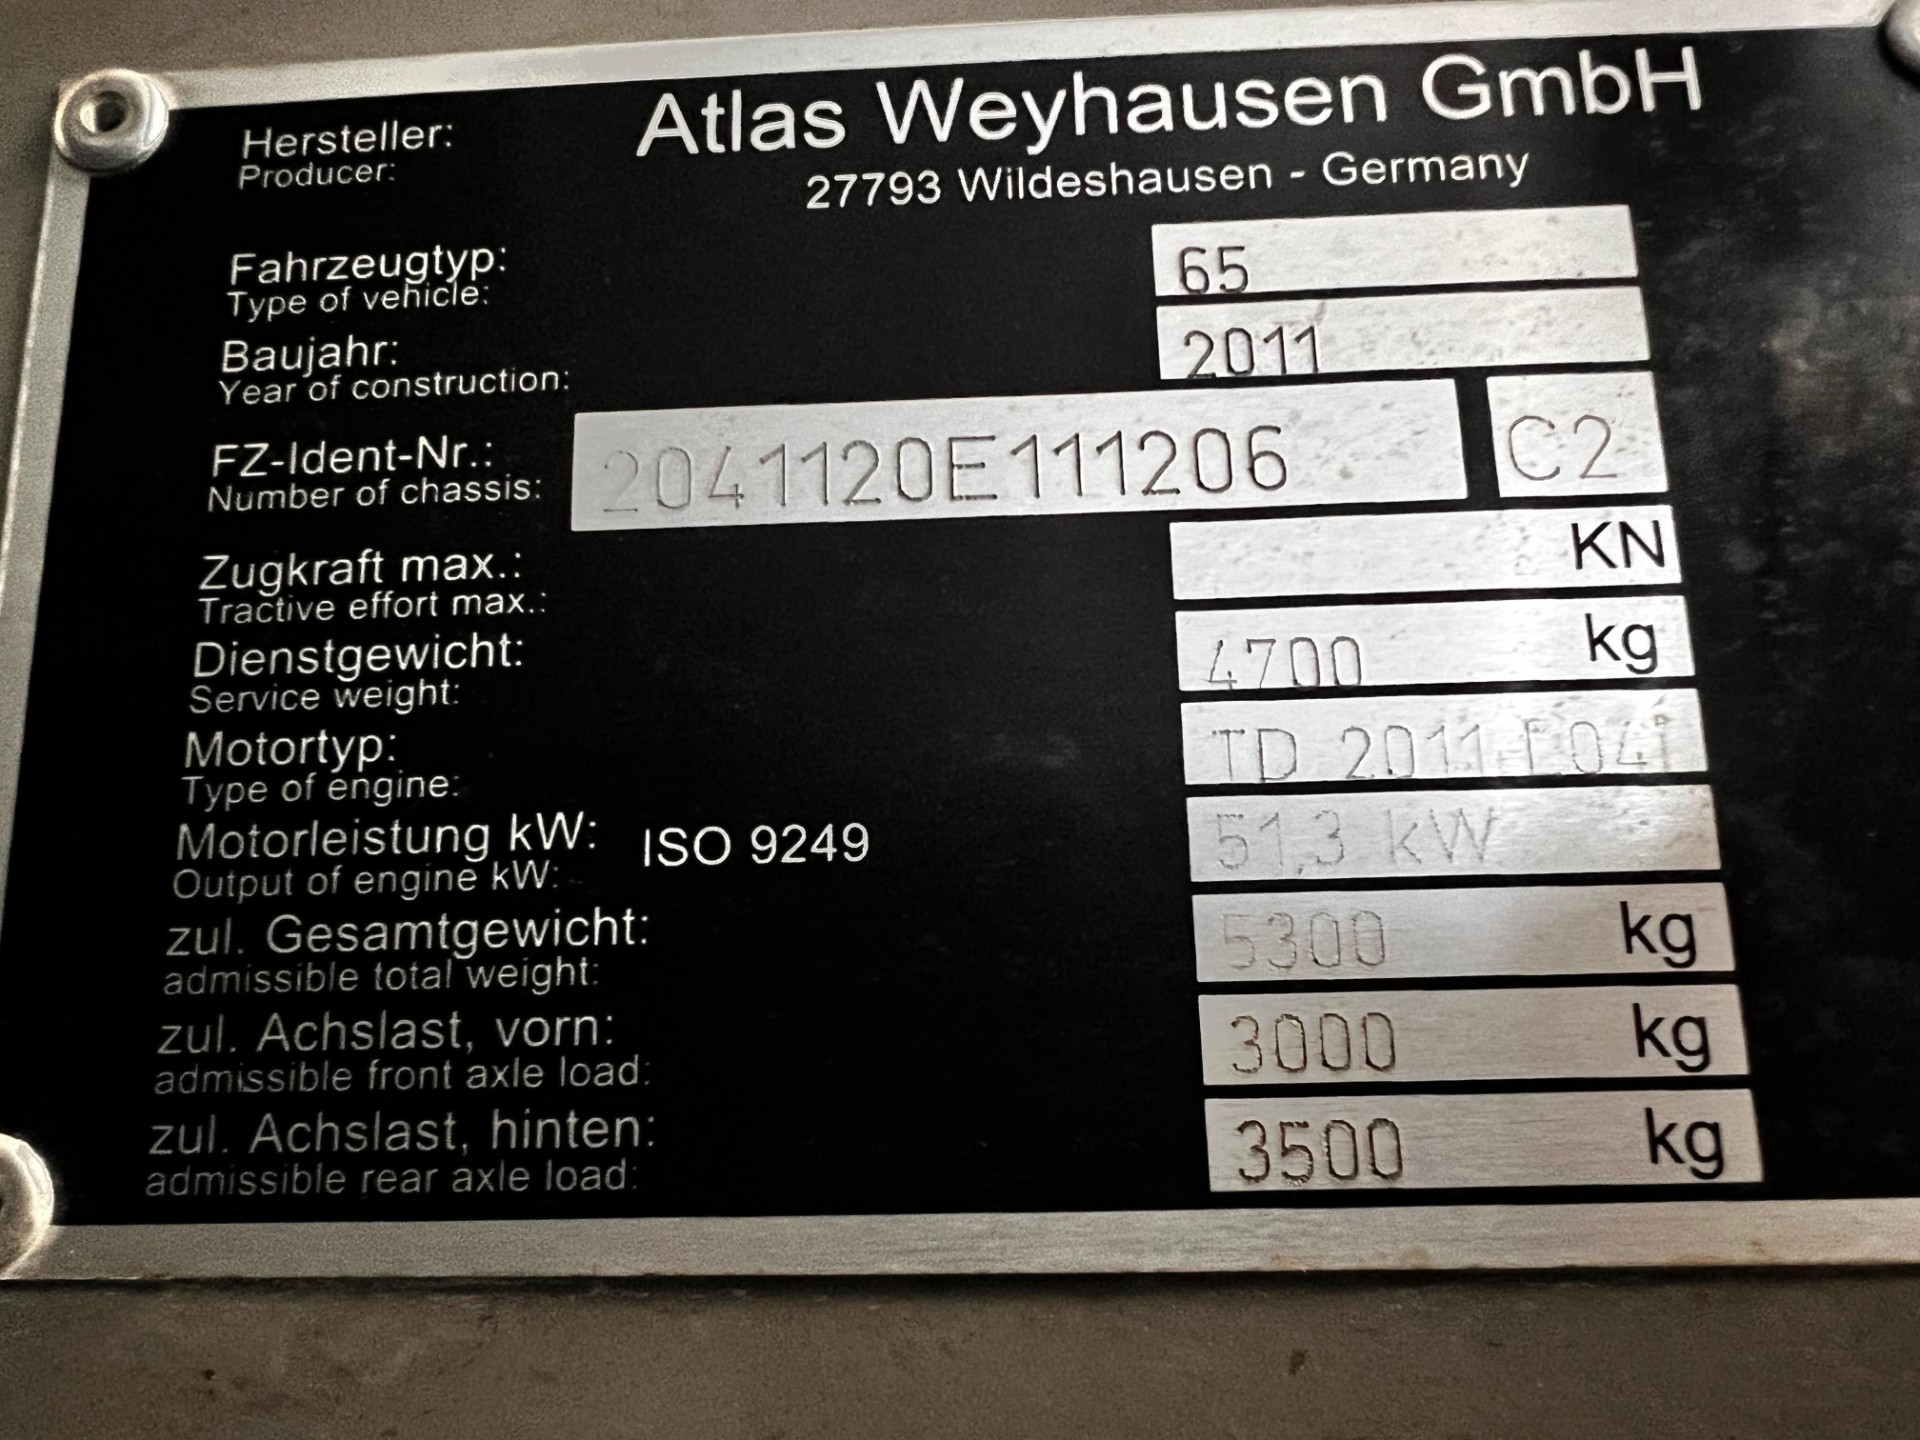 Hersteller: Atlas Weyhausen GmbH
Producer: 27793 Wildeshausen - Germany
Fahrzeugtyp: 65
Type of vehicle:
Baujahr: 2011
Year of construction:
FZ-Ident-Nr.: 2041120E111206 C2
Number of chassis:
Zugkraft max.: KN
Tractive effort max.:
Dienstgewicht: 4700 kg
Service weight:
Motortyp: TD 2011 L04i
Type of engine:
Motorleistung kW: ISO 9249 51,3 kW
Output of engine kW:
zul. Gesamtgewicht: 5300 kg
admissible total weight:
zul. Achslast, vorn: 3000 kg
admissible front axle load:
zul. Achslast, hinten: 3500 kg
admissible rear axle load: